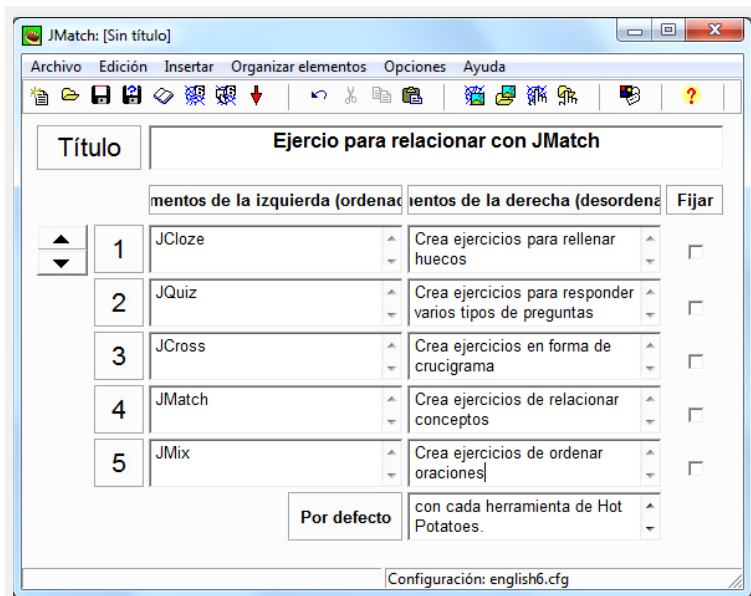 JMatch: [Sin título]
Archivo Edición Insertar Organizar elementos Opciones Ayuda
Título
Ejercio para relacionar con JMatch
mentos de la izquierda (ordenad
nentos de la derecha (desordena
Fijar
1
JCloze
Crea ejercicios para rellenar
huecos
2
JQuiz
Crea ejercicios para responder
varios tipos de preguntas
3
JCross
Crea ejercicios en forma de
crucigrama
4
JMatch
Crea ejercicios de relacionar
conceptos
5
JMix
Crea ejercicios de ordenar
oraciones
Por defecto
con cada herramienta de Hot
Potatoes.
Configuración: english6.cfg